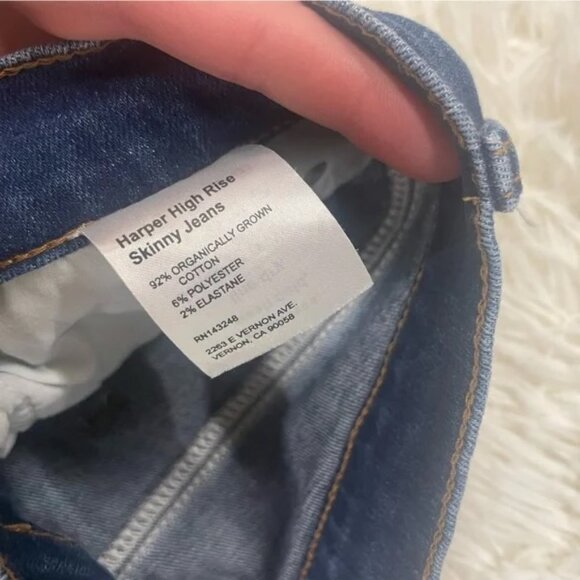 Harper High Rise
Skinny Jeans
92% ORGANICALLY GROWN
COTTON
6% POLYESTER
2% ELASTANE
RN143248
2263 E VERNON AVE.
VERNON, CA 90058